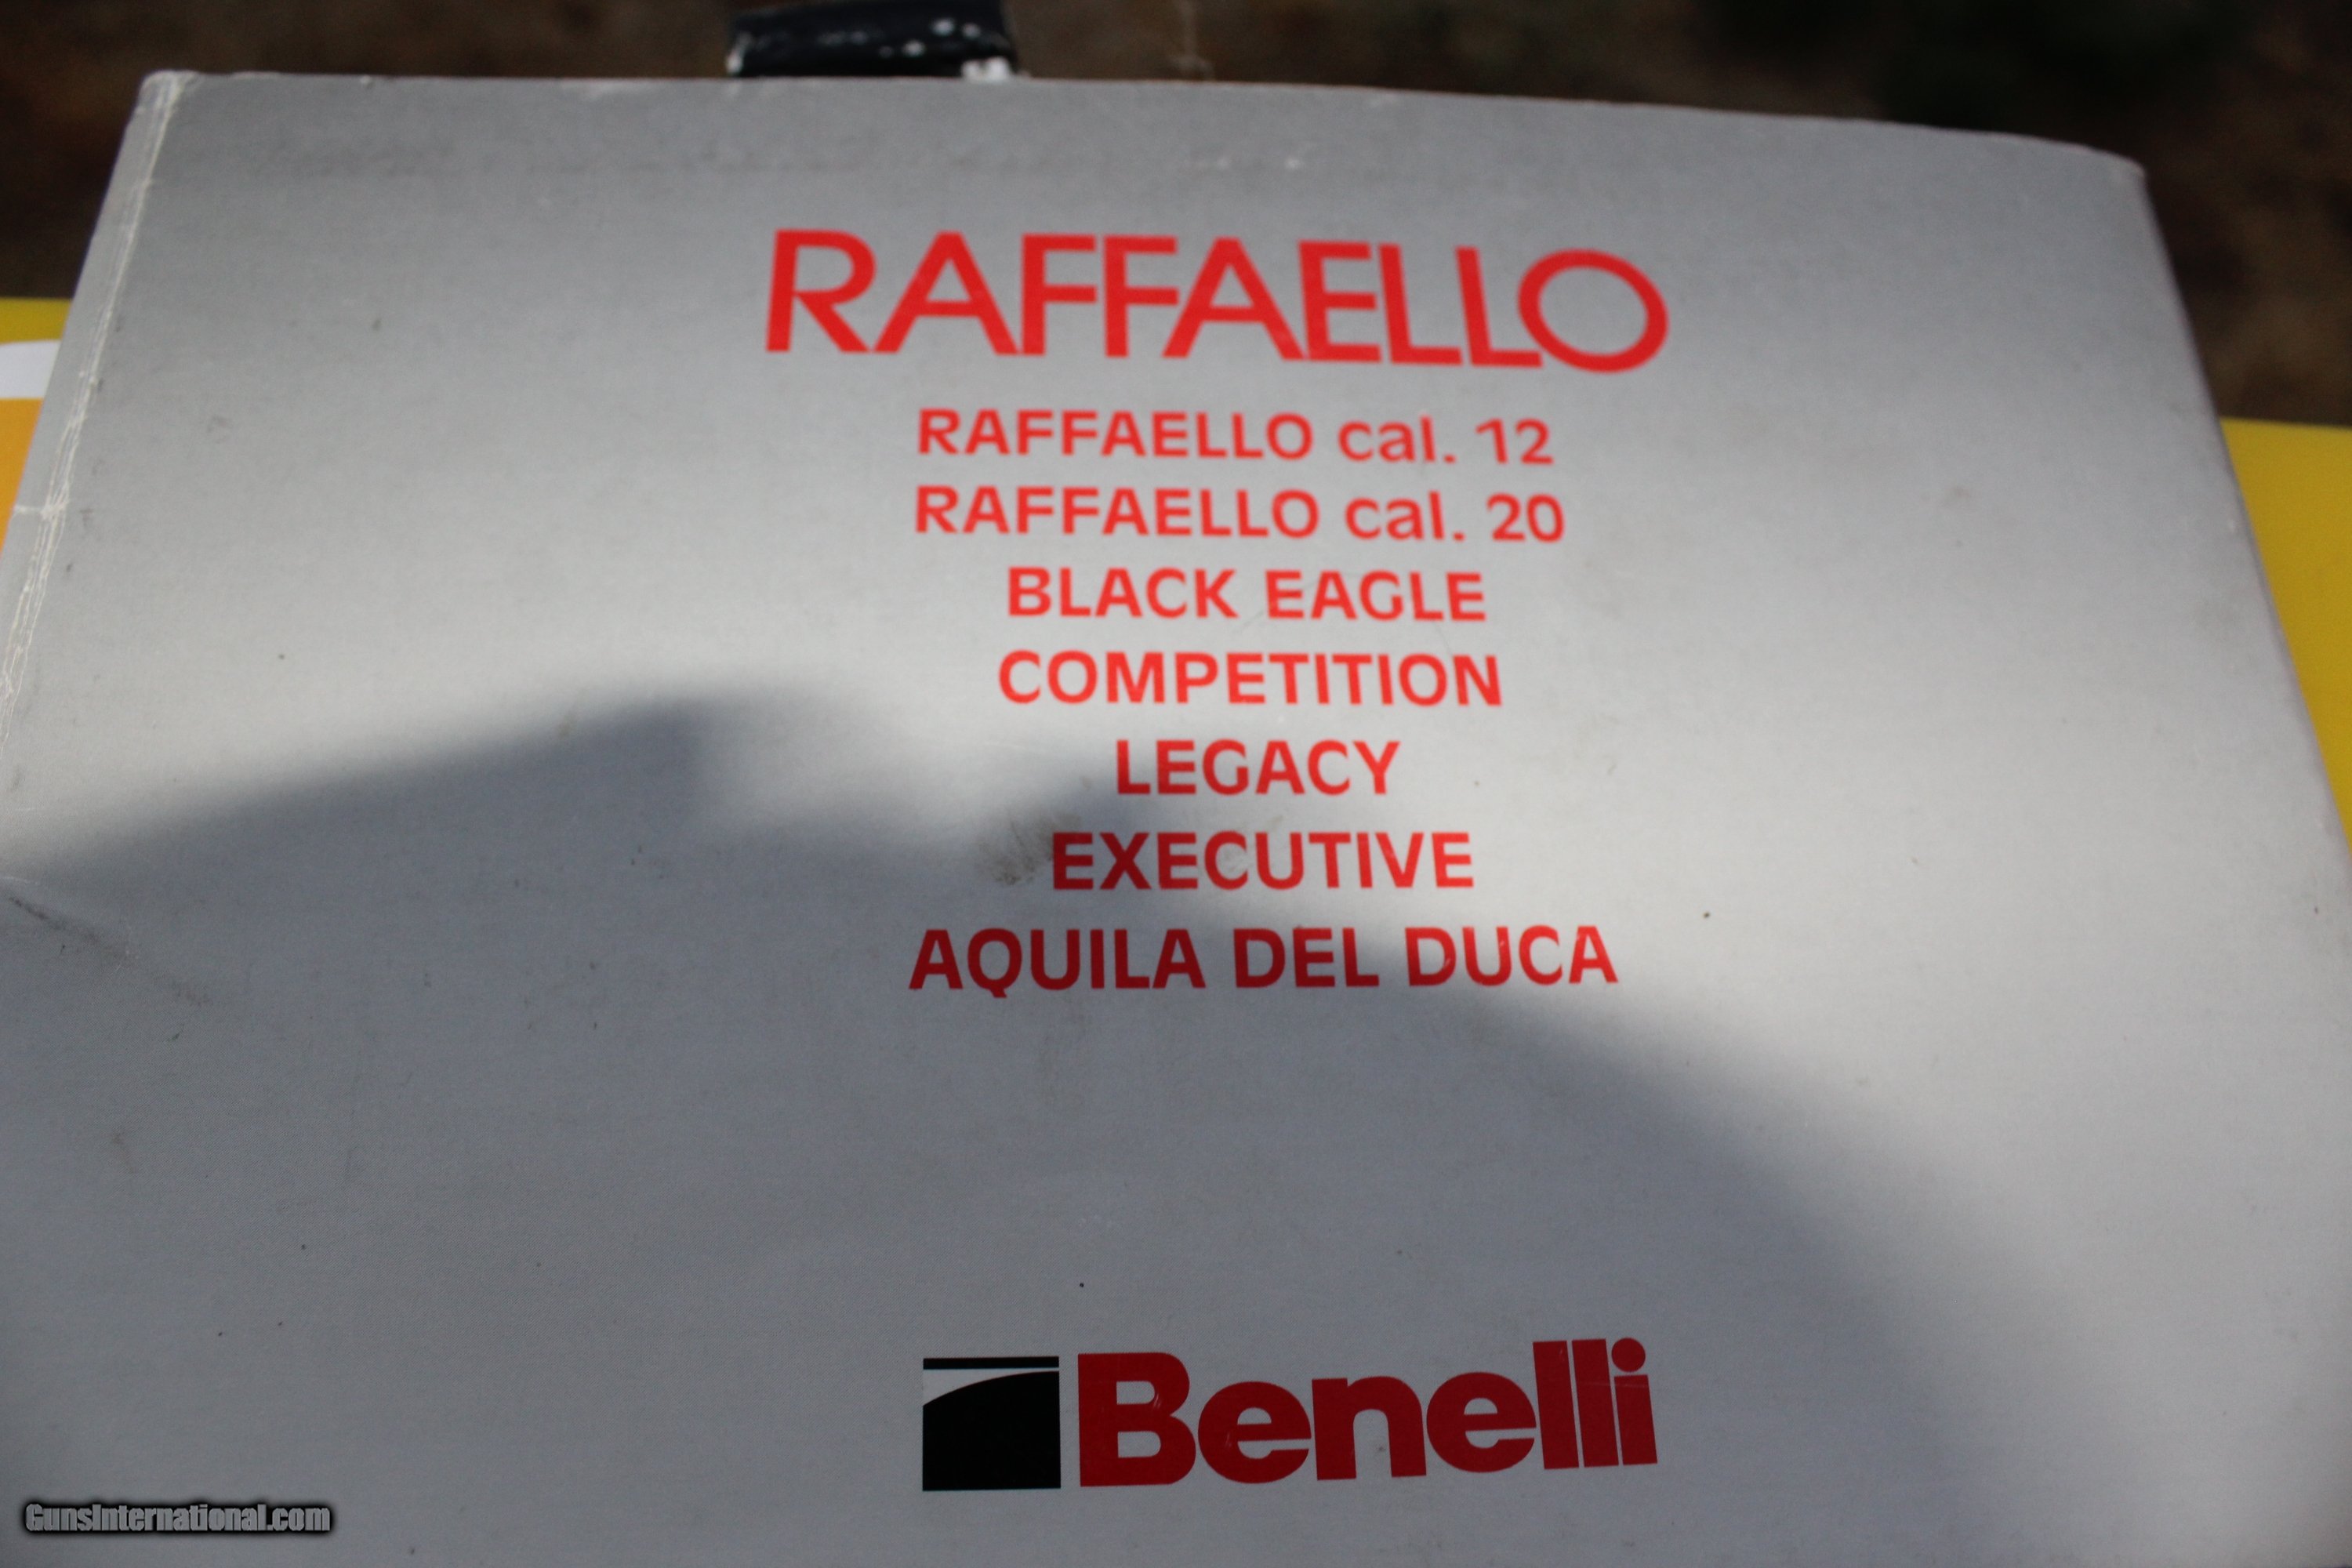 RAFFAELLO
RAFFAELLO cal. 12
RAFFAELLO cal. 20
BLACK EAGLE
COMPETITION
LEGACY
EXECUTIVE
AQUILA DEL DUCA
Benelli
GunsInternational.com